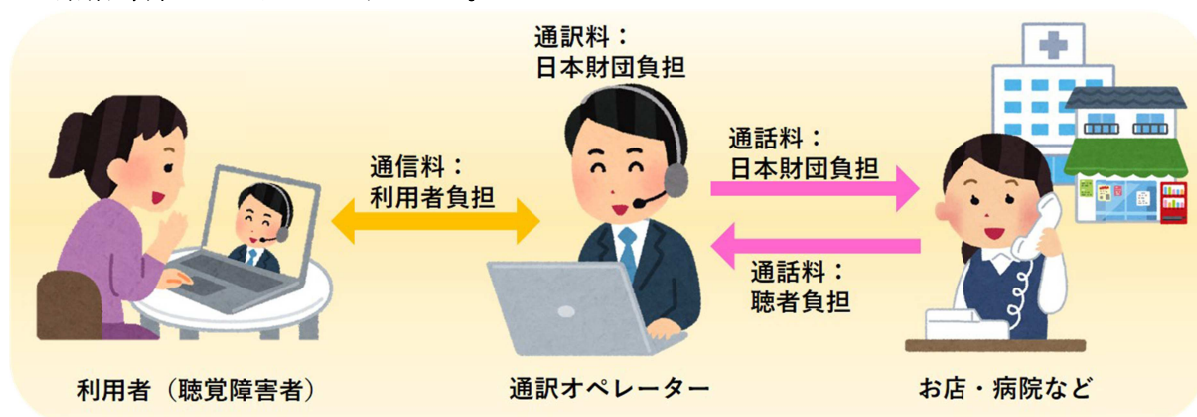 通訳料：
日本財団負担
通信料：
利用者負担
通話料：
日本財団負担
通話料：
聴者負担
利用者（聴覚障害者）
通訳オペレーター
お店・病院など